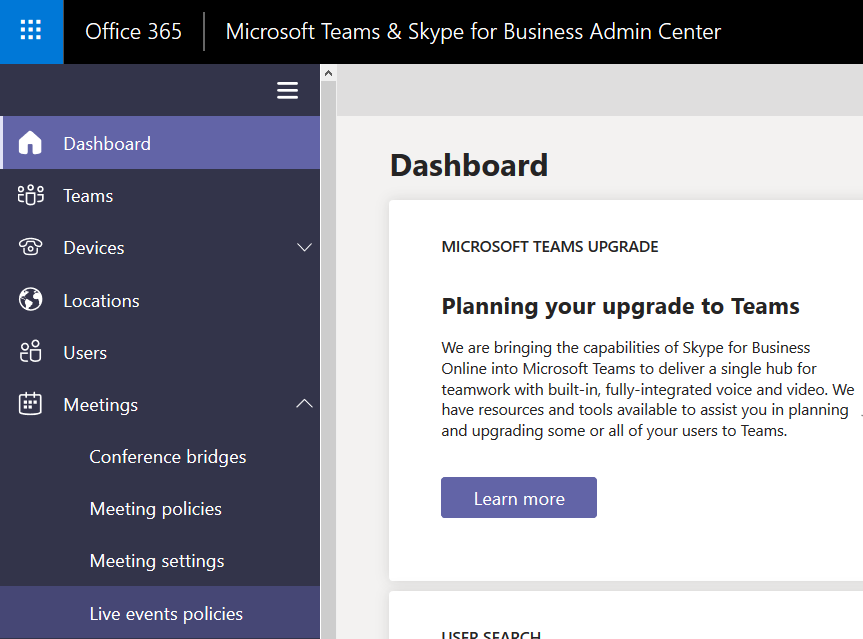 Office 365
Microsoft Teams & Skype for Business Admin Center
Dashboard
Teams
Devices
Locations
Users
Meetings
Conference bridges
Meeting policies
Meeting settings
Live events policies
Dashboard
MICROSOFT TEAMS UPGRADE
Planning your upgrade to Teams
We are bringing the capabilities of Skype for Business
Online into Microsoft Teams to deliver a single hub for
teamwork with built-in, fully-integrated voice and video. We
have resources and tools available to assist you in planning
and upgrading some or all of your users to Teams.
Learn more
USER SEARCH